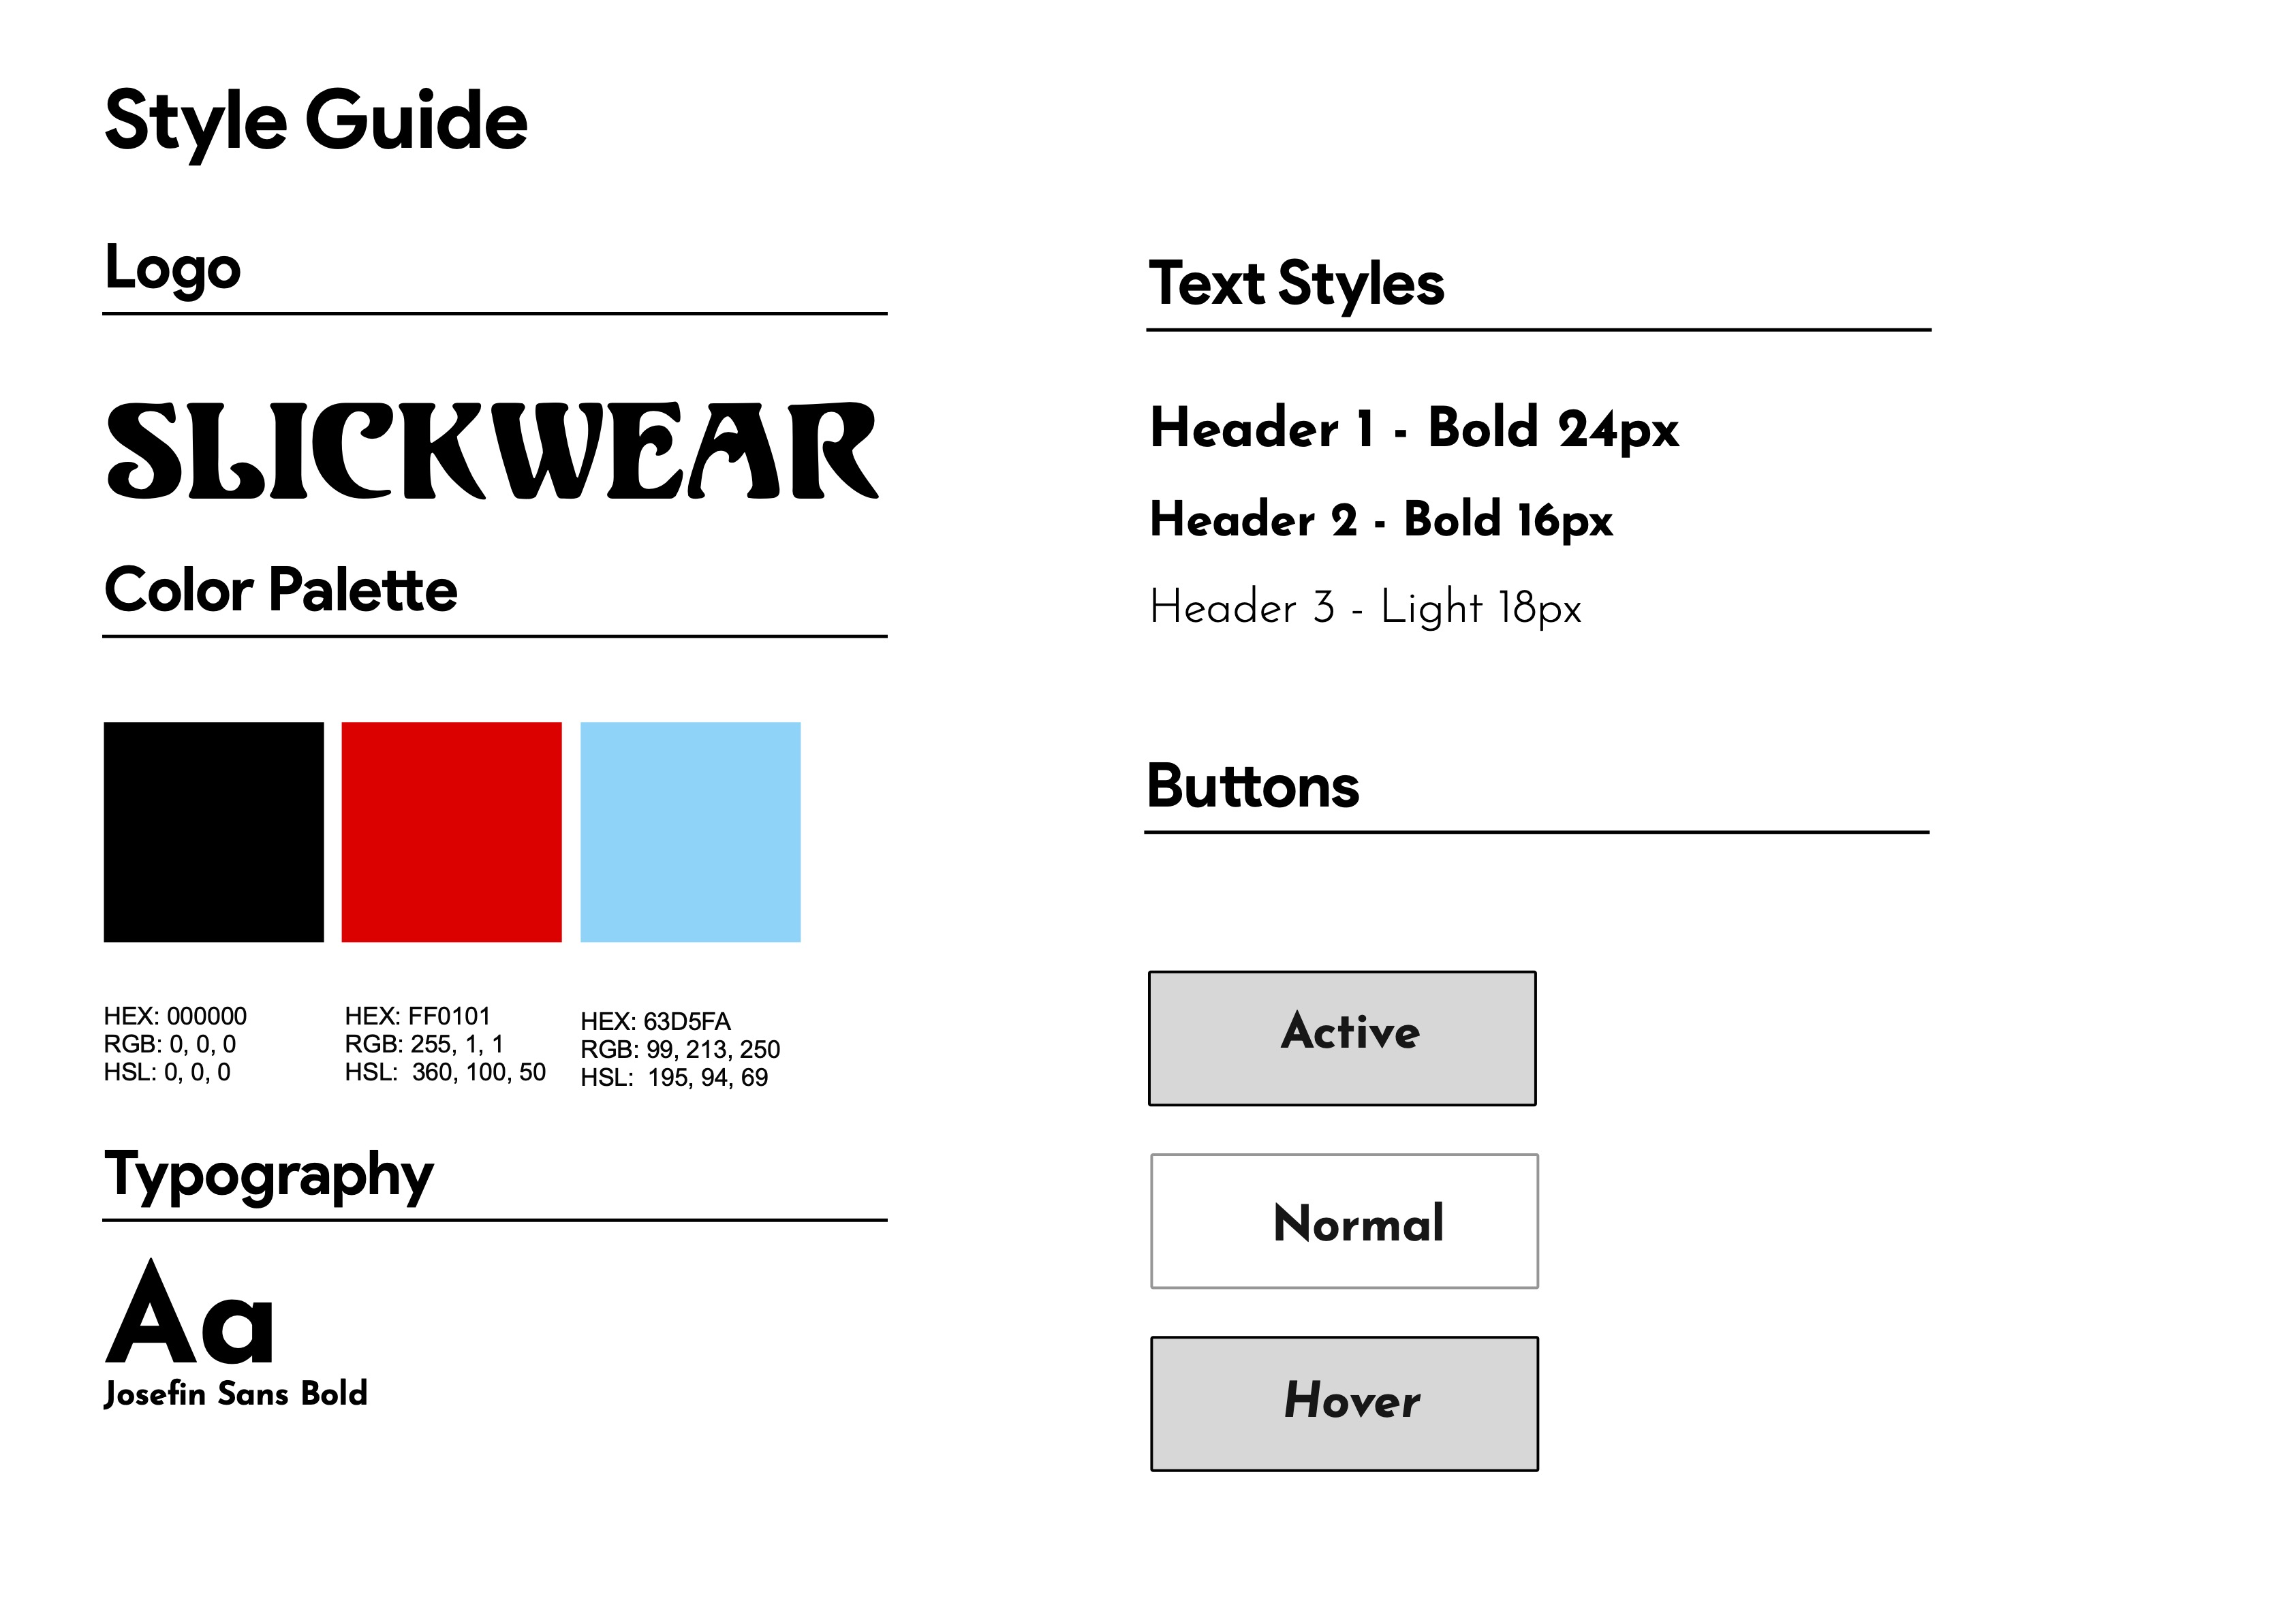 Style Guide
Logo
SLICKWEAR
Color Palette
HEX: 000000
RGB: 0, 0, 0
HSL: 0, 0, 0
HEX: FF0101
RGB: 255, 1, 1
HSL:  360, 100, 50
HEX: 63D5FA
RGB: 99, 213, 250
HSL:  195, 94, 69
Typography
Aa
Josefin Sans Bold
Text Styles
Header 1 - Bold 24px
Header 2 - Bold 16px
Header 3 - Light 18px
Buttons
Active
Normal
Hover